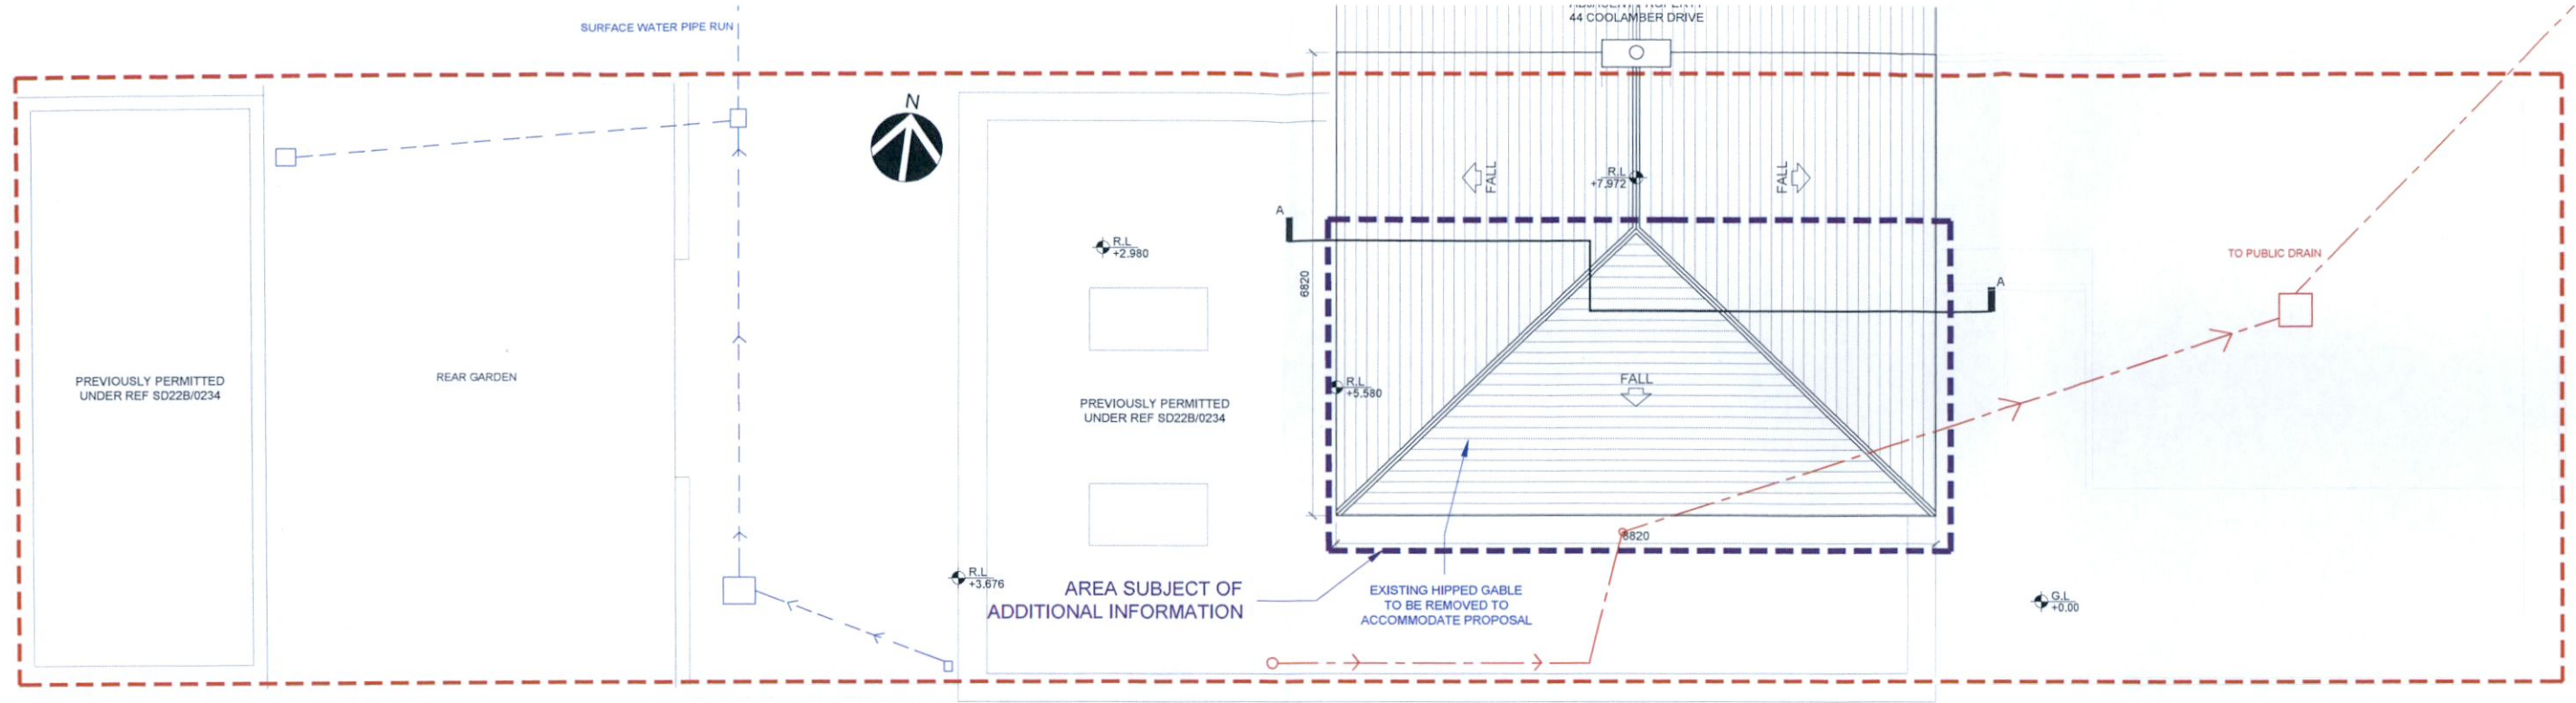 SURFACE WATER PIPE RUN
44 COOLAMBER DRIVE
N
FALL
FALL
R.L
+7.972
A
6820
R.L
+2.980
A
TO PUBLIC DRAIN
PREVIOUSLY PERMITTED
UNDER REF SD22B/0234
REAR GARDEN
PREVIOUSLY PERMITTED
UNDER REF SD22B/0234
R.L
+5.580
FALL
6820
R.L
+3.676
AREA SUBJECT OF
ADDITIONAL INFORMATION
EXISTING HIPPED GABLE
TO BE REMOVED TO
ACCOMMODATE PROPOSAL
G.L
+0.00